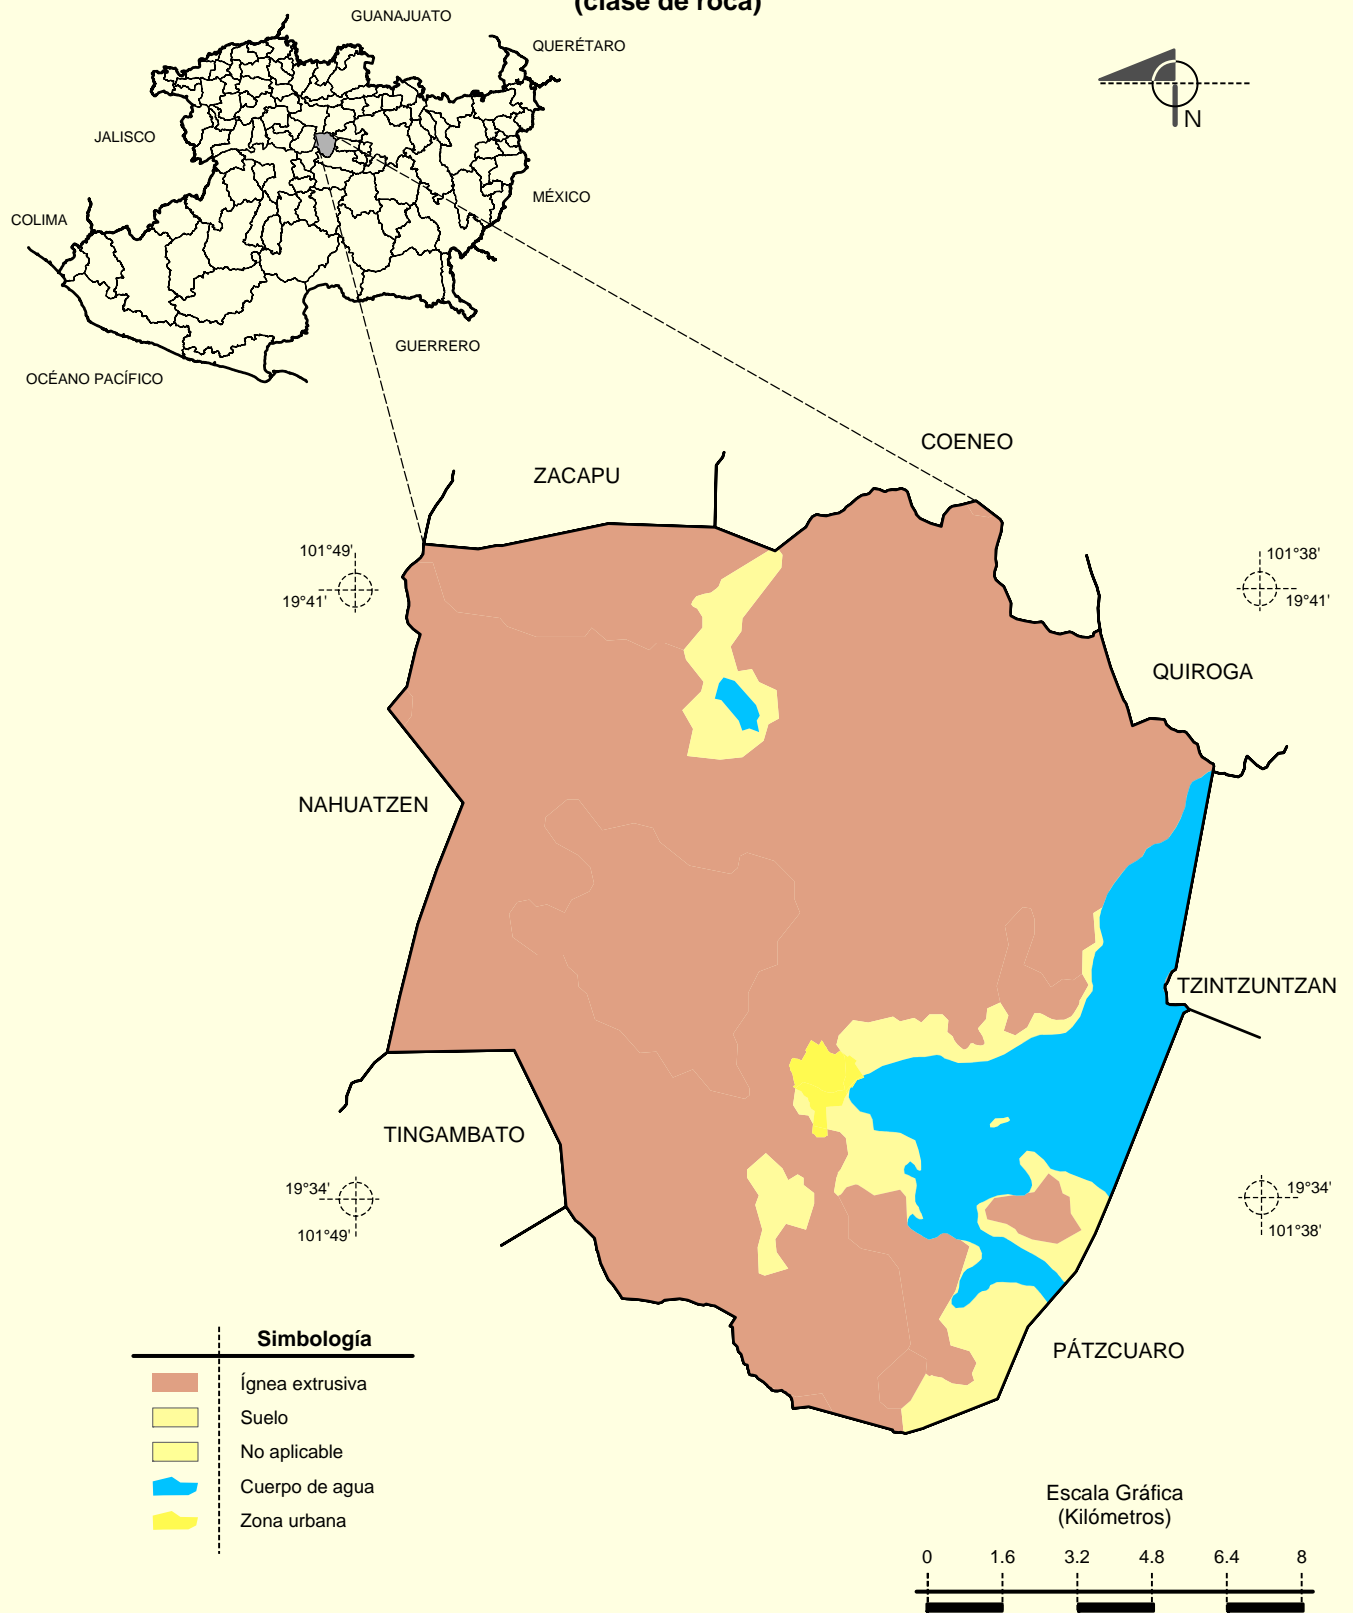 (clase de roca)
GUANAJUATO
QUERÉTARO
JALISCO
N
MÉXICO
COLIMA
GUERRERO
OCÉANO PACÍFICO
COENEO
ZACAPU
101°49'
19°41'
101°38'
19°41'
QUIROGA
NAHUATZEN
TZINTZUNTZAN
TINGAMBATO
19°34'
101°49'
19°34'
101°38'
PÁTZCUARO
Simbología
Ígnea extrusiva
Suelo
No aplicable
Cuerpo de agua
Zona urbana
Escala Gráfica
(Kilómetros)
0 1.6 3.2 4.8 6.4 8